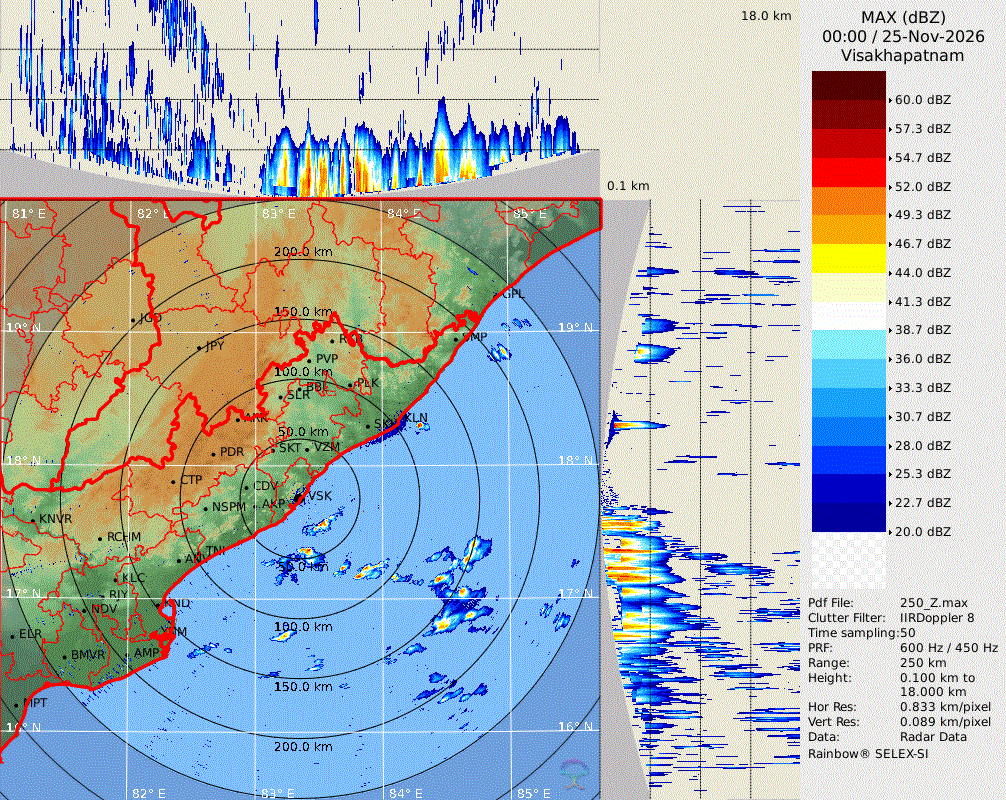 18.0 km
MAX (dBZ)
00:00 / 25-Nov-2026
Visakhapatnam
60.0 dBZ
57.3 dBZ
54.7 dBZ
52.0 dBZ
49.3 dBZ
46.7 dBZ
44.0 dBZ
41.3 dBZ
38.7 dBZ
36.0 dBZ
33.3 dBZ
30.7 dBZ
28.0 dBZ
25.3 dBZ
22.7 dBZ
20.0 dBZ
0.1 km
81° E
82° E
83° E
84° E
85° E
200.0 km
GPL
150.0 km
JGD
19° N
19° N
JPY
SMP
PVP
100.0 km
BBL
PLK
SLR
KLN
50.0 km
SKT
VZM
PDR
18° N
18° N
CTP
CDV
VSK
NSPM
AKP
KNVR
RCHM
TNI
50.0 km
KLC
RJY
17° N
17° N
NDV
100.0 km
ELR
YNM
BMVR
AMP
150.0 km
MPT
16° N
16° N
200.0 km
82° E
83° E
84° E
85° E
Pdf File: 250_Z.max
Clutter Filter: IIRDoppler 8
Time sampling:50
PRF: 600 Hz / 450 Hz
Range: 250 km
Height: 0.100 km to
18.000 km
Hor Res: 0.833 km/pixel
Vert Res: 0.089 km/pixel
Data: Radar Data
Rainbow® SELEX-SI